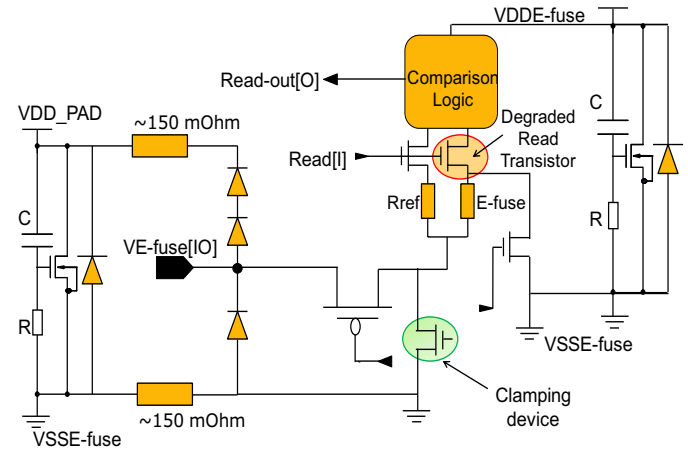 VDDE-fuse
Comparison
Logic
Read-out[O]
C
Degraded
Read
Transistor
VDD_PAD
~150 mOhm
Read[I]
Rref
E-fuse
R
C
VE-fuse[IO]
R
VSSE-fuse
Clamping
device
~150 mOhm
VSSE-fuse